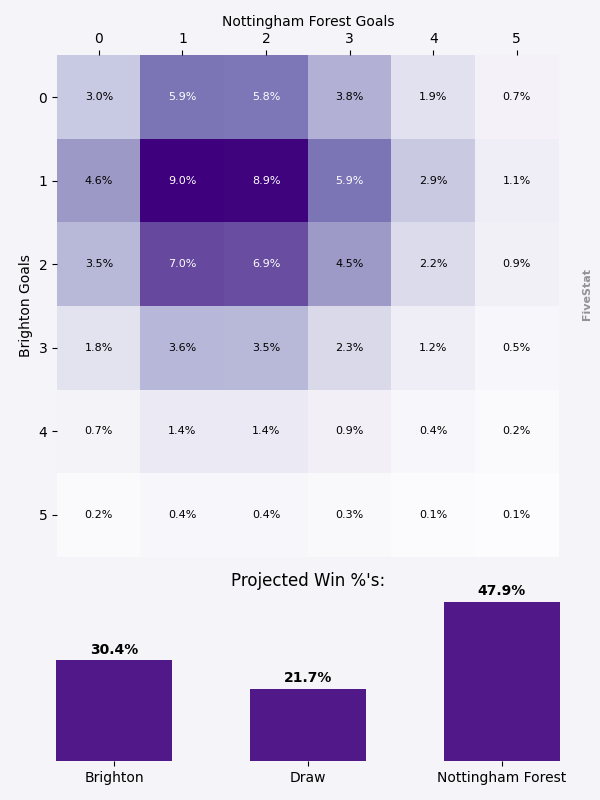 Nottingham Forest Goals
0 1 2 3 4 5
0 3.0% 5.9% 5.8% 3.8% 1.9% 0.7%
1 4.6% 9.0% 8.9% 5.9% 2.9% 1.1%
2 3.5% 7.0% 6.9% 4.5% 2.2% 0.9%
3 1.8% 3.6% 3.5% 2.3% 1.2% 0.5%
4 0.7% 1.4% 1.4% 0.9% 0.4% 0.2%
5 0.2% 0.4% 0.4% 0.3% 0.1% 0.1%
Brighton Goals
FiveStat
Projected Win %'s:
30.4% 21.7% 47.9%
Brighton Draw Nottingham Forest